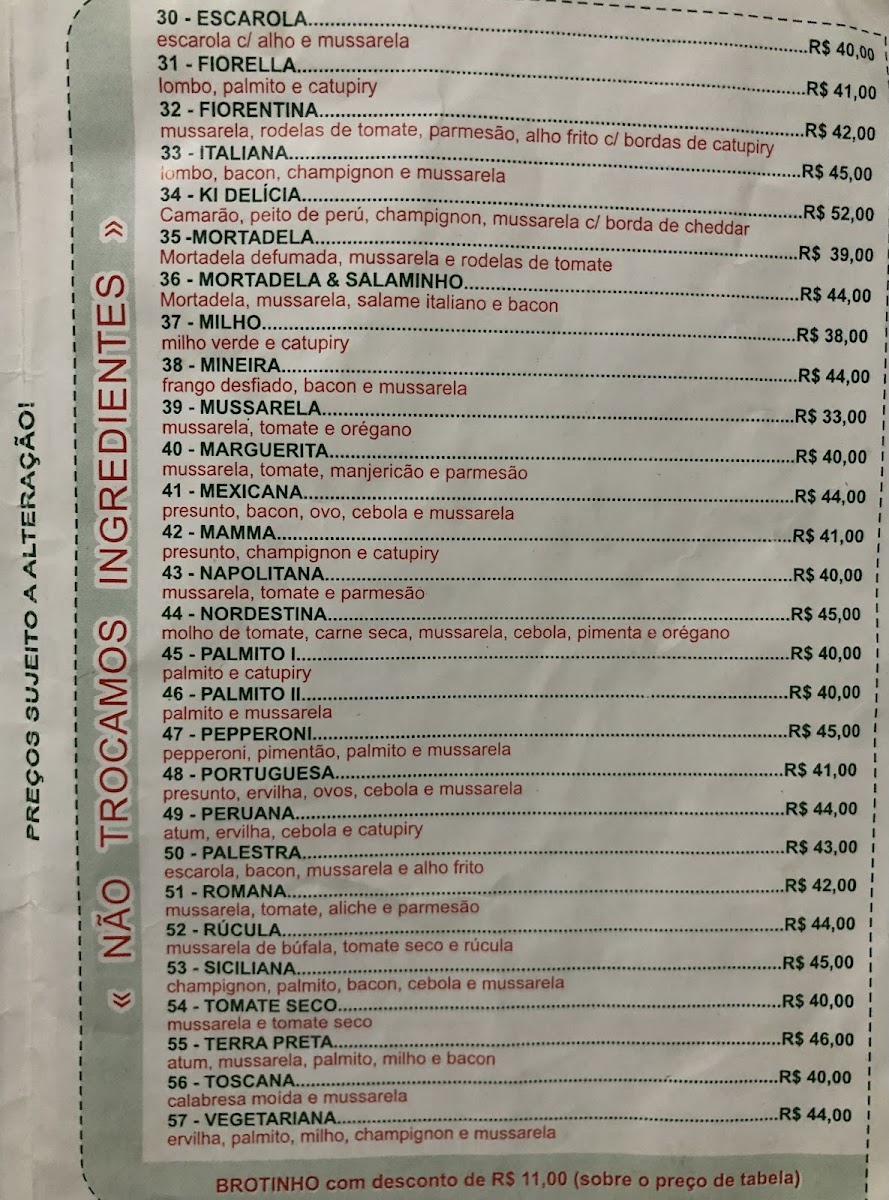 30 - ESCAROLA..........R$ 40,00
escarola c/ alho e mussarela
31 - FIORELLA..........R$ 41,00
lombo, palmito e catupiry
32 - FIORENTINA..........R$ 42,00
mussarela, rodelas de tomate, parmesão, alho frito c/ bordas de catupiry
33 - ITALIANA..........R$ 45,00
lombo, bacon, champignon e mussarela
34 - KI DELÍCIA..........R$ 52,00
Camarão, peito de perú, champignon, mussarela c/ borda de cheddar
35 -MORTADELA..........R$ 39,00
Mortadela defumada, mussarela e rodelas de tomate
36 - MORTADELA & SALAMINHO..........R$ 44,00
Mortadela, mussarela, salame italiano e bacon
37 - MILHO..........R$ 38,00
milho verde e catupiry
38 - MINEIRA..........R$ 44,00
frango desfiado, bacon e mussarela
39 - MUSSARELA..........R$ 33,00
mussarela, tomate e orégano
40 - MARGUERITA..........R$ 40,00
mussarela, tomate, manjericão e parmesão
41 - MEXICANA..........R$ 44,00
presunto, bacon, ovo, cebola e mussarela
42 - MAMMA..........R$ 41,00
presunto, champignon e catupiry
43 - NAPOLITANA..........R$ 40,00
mussarela, tomate e parmesão
44 - NORDESTINA..........R$ 45,00
molho de tomate, carne seca, mussarela, cebola, pimenta e orégano
45 - PALMITO I..........R$ 40,00
palmito e catupiry
46 - PALMITO II..........R$ 40,00
palmito e mussarela
47 - PEPPERONI..........R$ 45,00
pepperoni, pimentão, palmito e mussarela
48 - PORTUGUESA..........R$ 41,00
presunto, ervilha, ovos, cebola e mussarela
49 - PERUANA..........R$ 44,00
atum, ervilha, cebola e catupiry
50 - PALESTRA..........R$ 43,00
escarola, bacon, mussarela e alho frito
51 - ROMANA..........R$ 42,00
mussarela, tomate, aliche e parmesão
52 - RÚCULA..........R$ 44,00
mussarela de búfala, tomate seco e rúcula
53 - SICILIANA..........R$ 45,00
champignon, palmito, bacon, cebola e mussarela
54 - TOMATE SECO..........R$ 40,00
mussarela e tomate seco
55 - TERRA PRETA..........R$ 46,00
atum, mussarela, palmito, milho e bacon
56 - TOSCANA..........R$ 40,00
calabresa moida e mussarela
57 - VEGETARIANA..........R$ 44,00
ervilha, palmito, milho, champignon e mussarela
BROTINHO com desconto de R$ 11,00 (sobre o preço de tabela)
« NÃO TROCAMOS INGREDIENTES »
PREÇOS SUJEITO A ALTERAÇÃO!